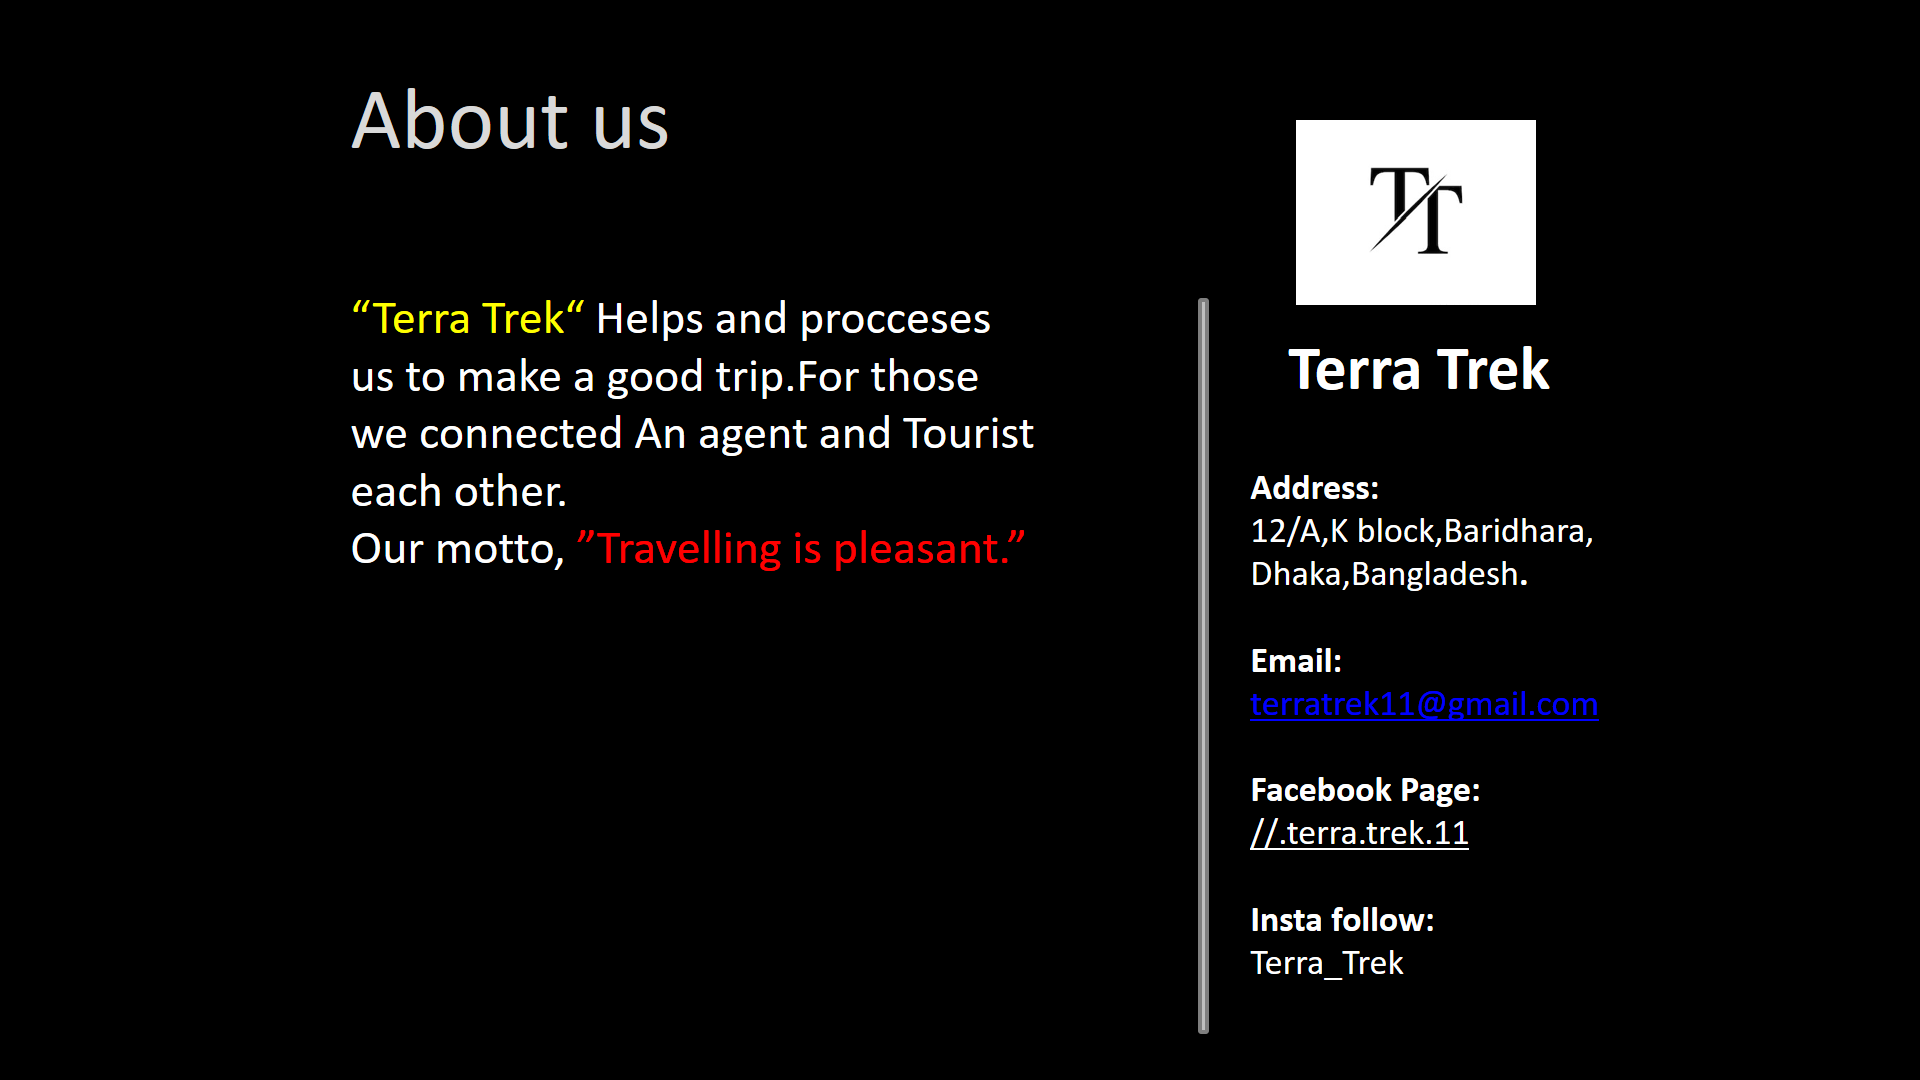 About us
“Terra Trek“ Helps and procceses
us to make a good trip.For those
we connected An agent and Tourist
each other.
Our motto, ”Travelling is pleasant.”
TT
Terra Trek
Address:
12/A,K block,Baridhara,
Dhaka,Bangladesh.
Email:
terratrek11@gmail.com
Facebook Page:
//.terra.trek.11
Insta follow:
Terra_Trek